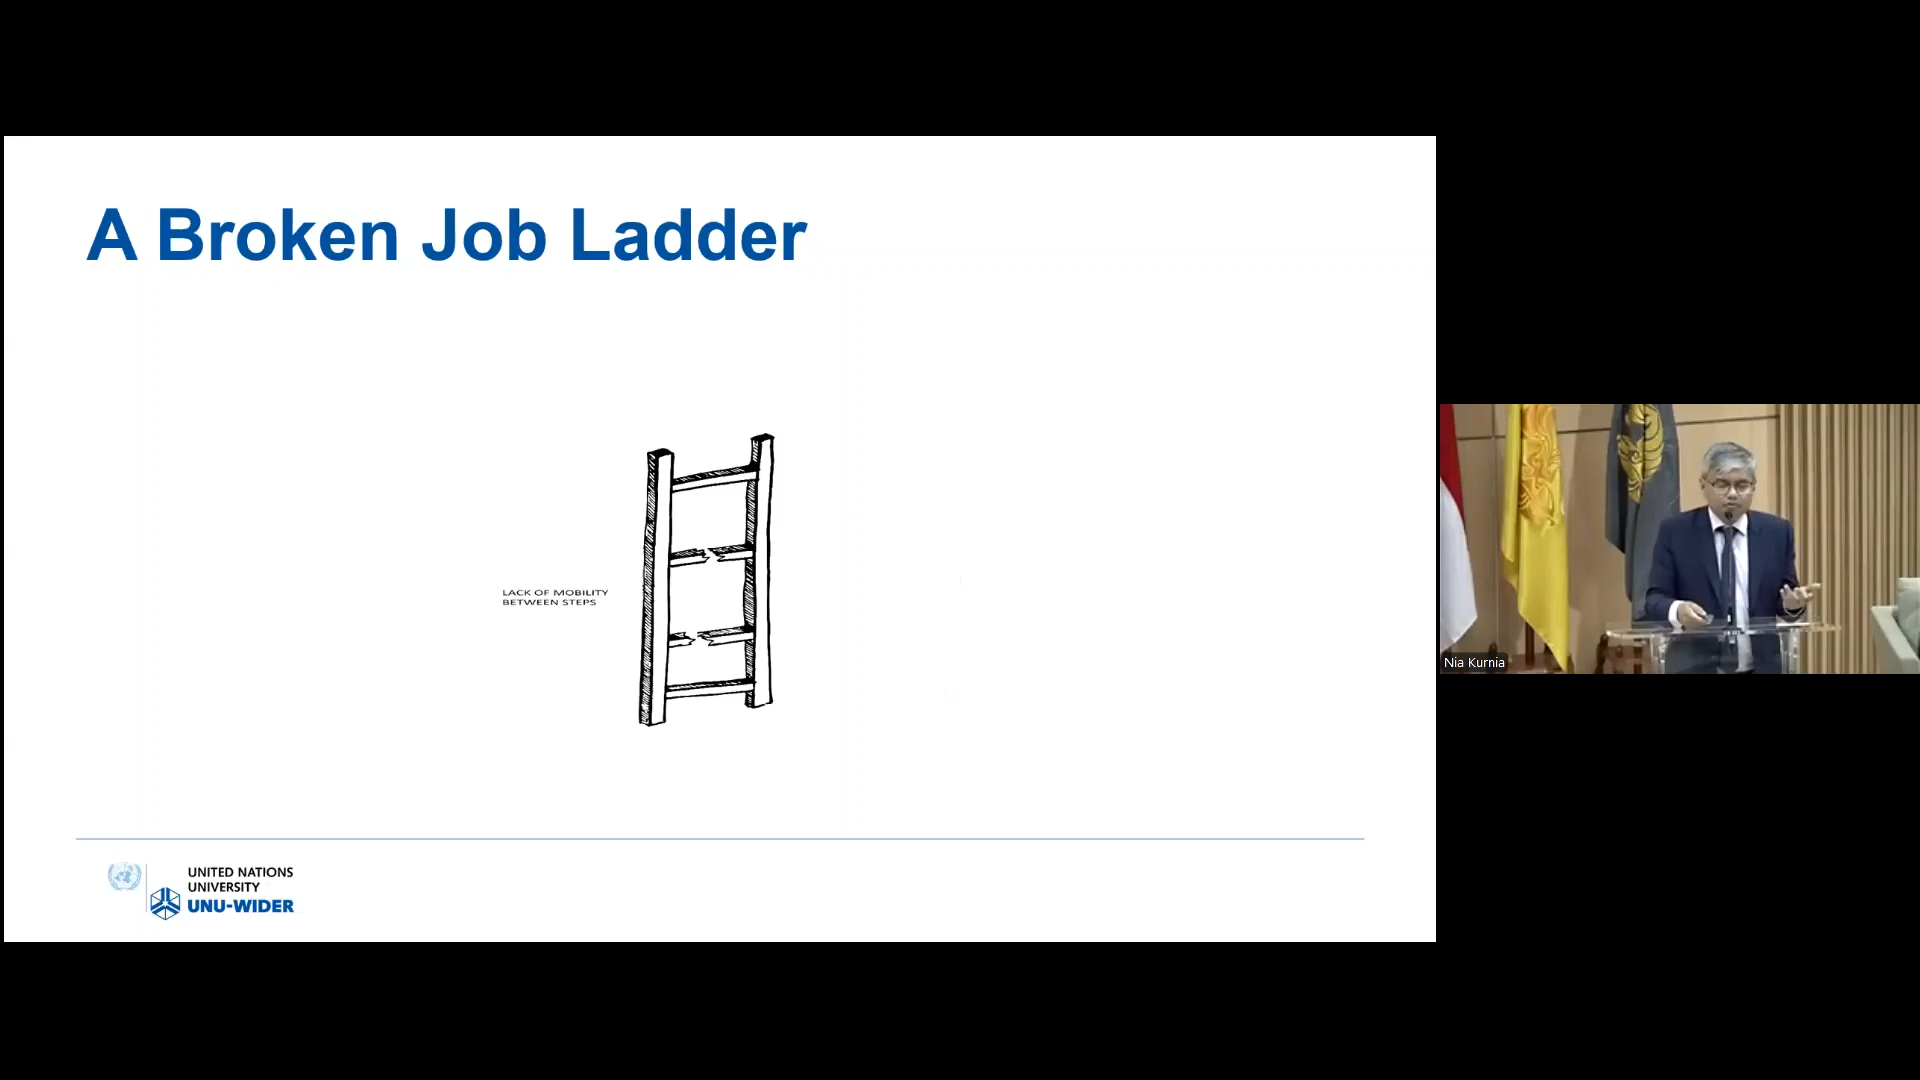 A Broken Job Ladder
LACK OF MOBILITY
BETWEEN STEPS
UNITED NATIONS
UNIVERSITY
UNU-WIDER
Nia Kurnia